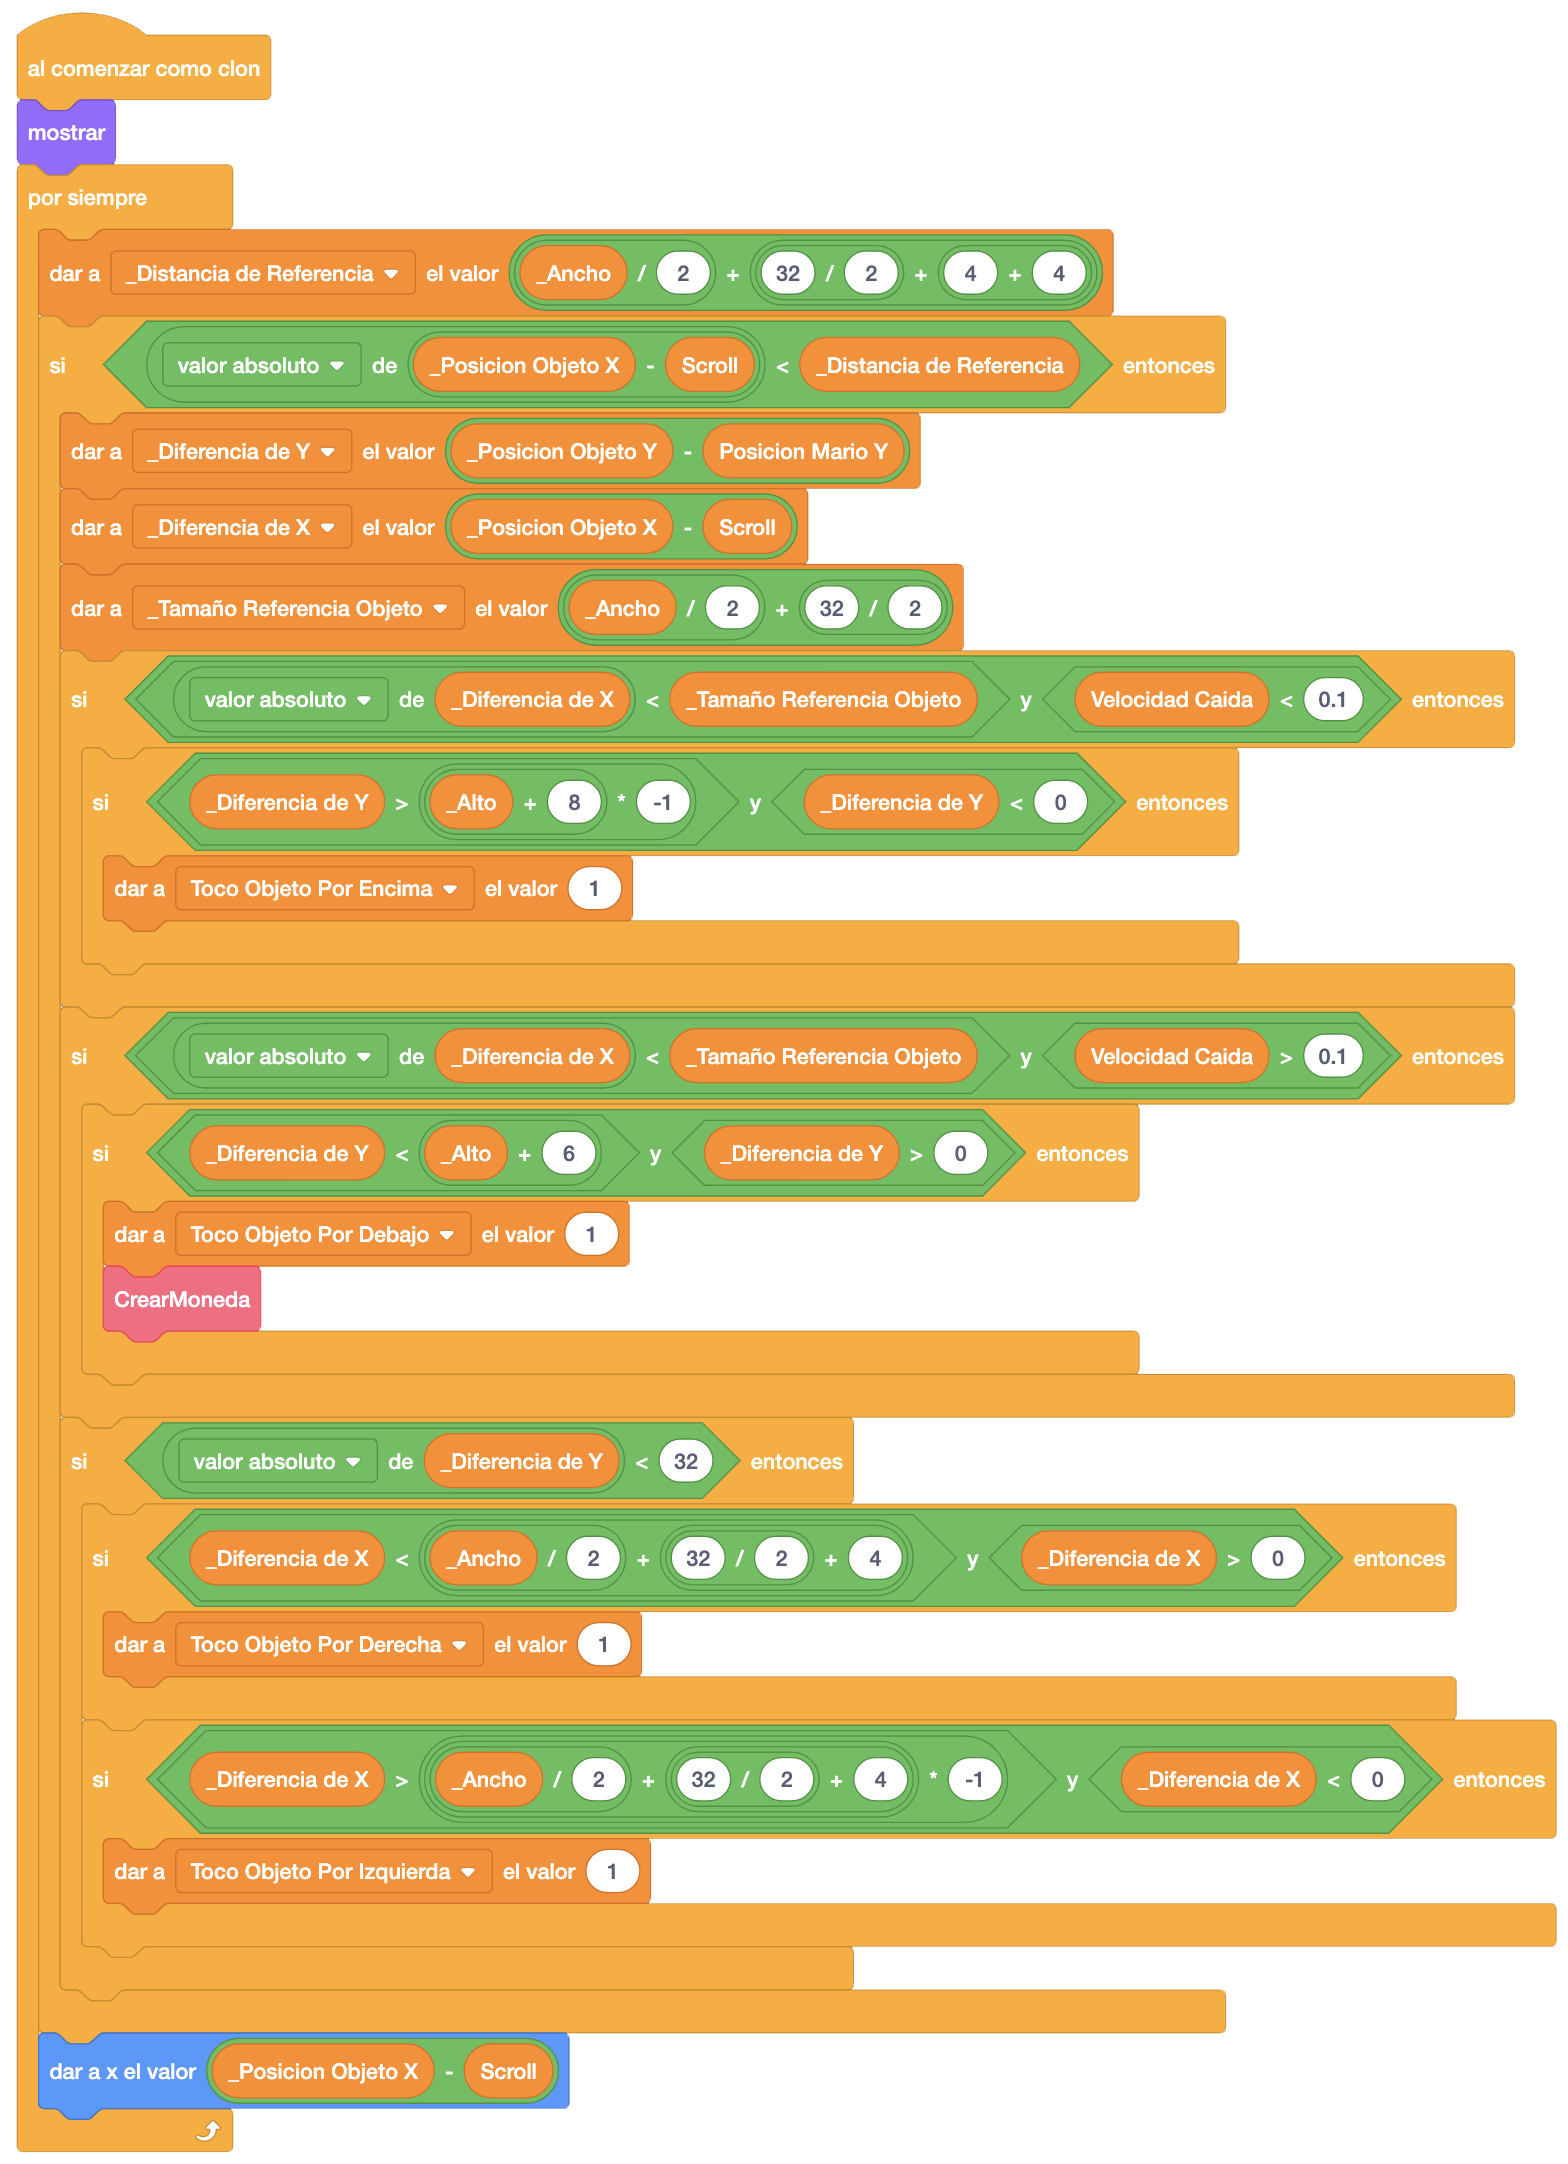 al comenzar como clon
mostrar
por siempre
dar a _Distancia de Referencia el valor _Ancho / 2 + 32 / 2 + 4 + 4
si valor absoluto de _Posicion Objeto X - Scroll < _Distancia de Referencia entonces
dar a _Diferencia de Y el valor _Posicion Objeto Y - Posicion Mario Y
dar a _Diferencia de X el valor _Posicion Objeto X - Scroll
dar a _Tamaño Referencia Objeto el valor _Ancho / 2 + 32 / 2
si valor absoluto de _Diferencia de X < _Tamaño Referencia Objeto y Velocidad Caida < 0.1 entonces
si _Diferencia de Y > _Alto + 8 * -1 y _Diferencia de Y < 0 entonces
dar a Toco Objeto Por Encima el valor 1
si valor absoluto de _Diferencia de X < _Tamaño Referencia Objeto y Velocidad Caida > 0.1 entonces
si _Diferencia de Y < _Alto + 6 y _Diferencia de Y > 0 entonces
dar a Toco Objeto Por Debajo el valor 1
CrearMoneda
si valor absoluto de _Diferencia de Y < 32 entonces
si _Diferencia de X < _Ancho / 2 + 32 / 2 + 4 y _Diferencia de X > 0 entonces
dar a Toco Objeto Por Derecha el valor 1
si _Diferencia de X > _Ancho / 2 + 32 / 2 + 4 * -1 y _Diferencia de X < 0 entonces
dar a Toco Objeto Por Izquierda el valor 1
dar a x el valor _Posicion Objeto X - Scroll